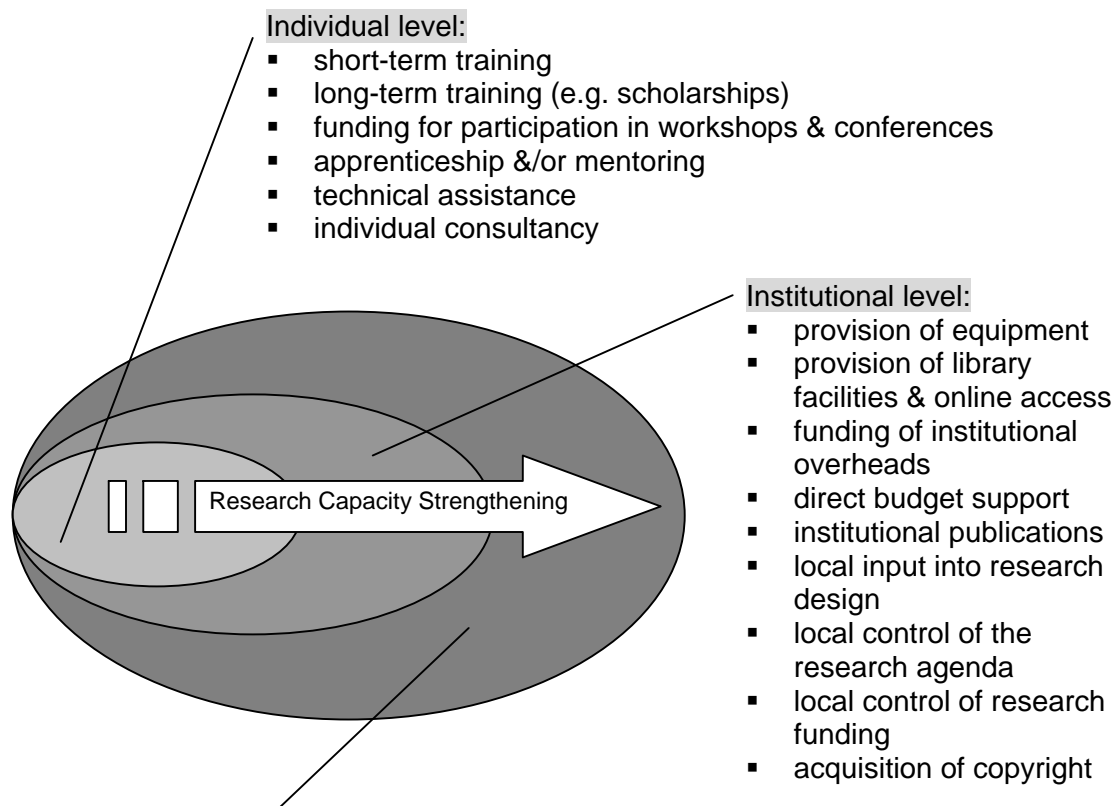 Individual level:
▪ short-term training
▪ long-term training (e.g. scholarships)
▪ funding for participation in workshops & conferences
▪ apprenticeship &/or mentoring
▪ technical assistance
▪ individual consultancy
Institutional level:
▪ provision of equipment
▪ provision of library
facilities & online access
▪ funding of institutional
overheads
▪ direct budget support
▪ institutional publications
▪ local input into research
design
▪ local control of the
research agenda
▪ local control of research
funding
▪ acquisition of copyright
Research Capacity Strengthening